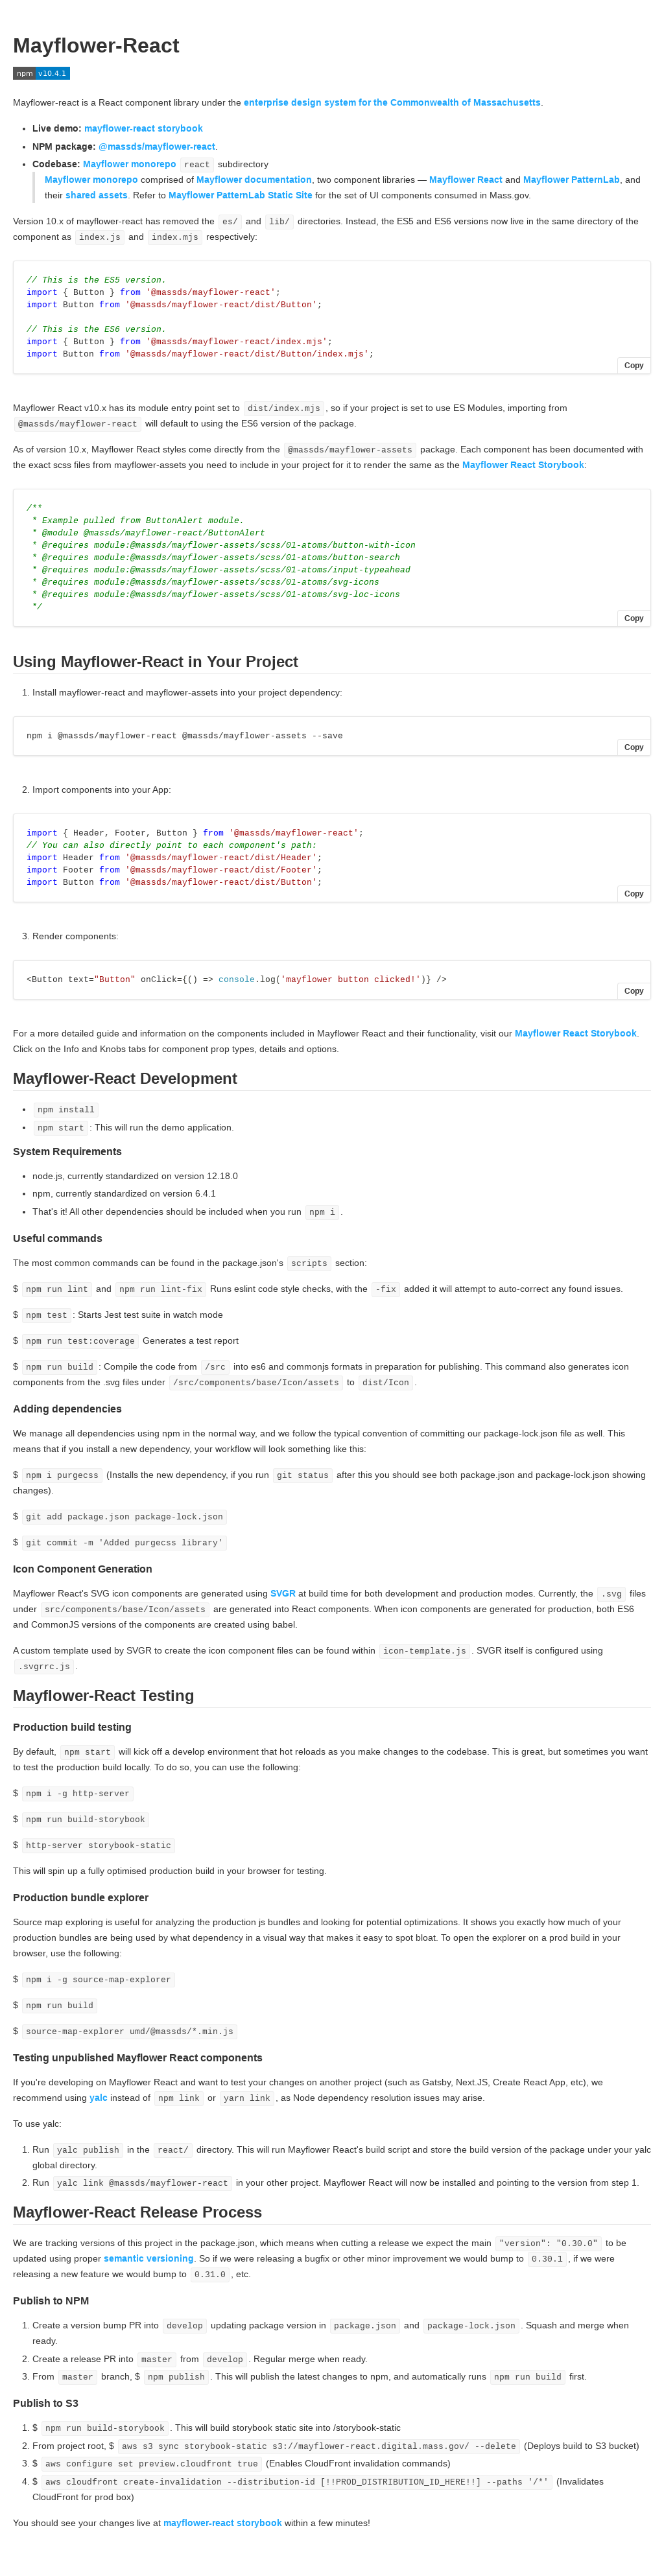 Mayflower-React
npm v10.4.1
Mayflower-react is a React component library under the enterprise design system for the Commonwealth of Massachusetts.
• Live demo: mayflower-react storybook
• NPM package: @massds/mayflower-react.
• Codebase: Mayflower monorepo react subdirectory
Mayflower monorepo comprised of Mayflower documentation, two component libraries — Mayflower React and Mayflower PatternLab, and
their shared assets. Refer to Mayflower PatternLab Static Site for the set of UI components consumed in Mass.gov.
Version 10.x of mayflower-react has removed the es/ and lib/ directories. Instead, the ES5 and ES6 versions now live in the same directory of the
component as index.js and index.mjs respectively:
// This is the ES5 version.
import { Button } from '@massds/mayflower-react';
import Button from '@massds/mayflower-react/dist/Button';
// This is the ES6 version.
import { Button } from '@massds/mayflower-react/index.mjs';
import Button from '@massds/mayflower-react/dist/Button/index.mjs';
Copy
Mayflower React v10.x has its module entry point set to dist/index.mjs, so if your project is set to use ES Modules, importing from
@massds/mayflower-react will default to using the ES6 version of the package.
As of version 10.x, Mayflower React styles come directly from the @massds/mayflower-assets package. Each component has been documented with
the exact scss files from mayflower-assets you need to include in your project for it to render the same as the Mayflower React Storybook:
/**
* Example pulled from ButtonAlert module.
* @module @massds/mayflower-react/ButtonAlert
* @requires module:@massds/mayflower-assets/scss/01-atoms/button-with-icon
* @requires module:@massds/mayflower-assets/scss/01-atoms/button-search
* @requires module:@massds/mayflower-assets/scss/01-atoms/input-typeahead
* @requires module:@massds/mayflower-assets/scss/01-atoms/svg-icons
* @requires module:@massds/mayflower-assets/scss/01-atoms/svg-loc-icons
*/
Copy
Using Mayflower-React in Your Project
1. Install mayflower-react and mayflower-assets into your project dependency:
npm i @massds/mayflower-react @massds/mayflower-assets --save
Copy
2. Import components into your App:
import { Header, Footer, Button } from '@massds/mayflower-react';
// You can also directly point to each component's path:
import Header from '@massds/mayflower-react/dist/Header';
import Footer from '@massds/mayflower-react/dist/Footer';
import Button from '@massds/mayflower-react/dist/Button';
Copy
3. Render components:
<Button text="Button" onClick={() => console.log('mayflower button clicked!')} />
Copy
For a more detailed guide and information on the components included in Mayflower React and their functionality, visit our Mayflower React Storybook.
Click on the Info and Knobs tabs for component prop types, details and options.
Mayflower-React Development
• npm install
• npm start: This will run the demo application.
System Requirements
• node.js, currently standardized on version 12.18.0
• npm, currently standardized on version 6.4.1
• That's it! All other dependencies should be included when you run npm i.
Useful commands
The most common commands can be found in the package.json's scripts section:
$ npm run lint and npm run lint-fix Runs eslint code style checks, with the -fix added it will attempt to auto-correct any found issues.
$ npm test: Starts Jest test suite in watch mode
$ npm run test:coverage Generates a test report
$ npm run build: Compile the code from /src into es6 and commonjs formats in preparation for publishing. This command also generates icon
components from the .svg files under /src/components/base/Icon/assets to dist/Icon.
Adding dependencies
We manage all dependencies using npm in the normal way, and we follow the typical convention of committing our package-lock.json file as well. This
means that if you install a new dependency, your workflow will look something like this:
$ npm i purgecss (Installs the new dependency, if you run git status after this you should see both package.json and package-lock.json showing
changes).
$ git add package.json package-lock.json
$ git commit -m 'Added purgecss library'
Icon Component Generation
Mayflower React's SVG icon components are generated using SVGR at build time for both development and production modes. Currently, the .svg files
under src/components/base/Icon/assets are generated into React components. When icon components are generated for production, both ES6
and CommonJS versions of the components are created using babel.
A custom template used by SVGR to create the icon component files can be found within icon-template.js. SVGR itself is configured using
.svgrrc.js.
Mayflower-React Testing
Production build testing
By default, npm start will kick off a develop environment that hot reloads as you make changes to the codebase. This is great, but sometimes you want
to test the production build locally. To do so, you can use the following:
$ npm i -g http-server
$ npm run build-storybook
$ http-server storybook-static
This will spin up a fully optimised production build in your browser for testing.
Production bundle explorer
Source map exploring is useful for analyzing the production js bundles and looking for potential optimizations. It shows you exactly how much of your
production bundles are being used by what dependency in a visual way that makes it easy to spot bloat. To open the explorer on a prod build in your
browser, use the following:
$ npm i -g source-map-explorer
$ npm run build
$ source-map-explorer umd/@massds/*.min.js
Testing unpublished Mayflower React components
If you're developing on Mayflower React and want to test your changes on another project (such as Gatsby, Next.JS, Create React App, etc), we
recommend using yalc instead of npm link or yarn link, as Node dependency resolution issues may arise.
To use yalc:
1. Run yalc publish in the react/ directory. This will run Mayflower React's build script and store the build version of the package under your yalc
global directory.
2. Run yalc link @massds/mayflower-react in your other project. Mayflower React will now be installed and pointing to the version from step 1.
Mayflower-React Release Process
We are tracking versions of this project in the package.json, which means when cutting a release we expect the main "version": "0.30.0" to be
updated using proper semantic versioning. So if we were releasing a bugfix or other minor improvement we would bump to 0.30.1, if we were
releasing a new feature we would bump to 0.31.0, etc.
Publish to NPM
1. Create a version bump PR into develop updating package version in package.json and package-lock.json. Squash and merge when
ready.
2. Create a release PR into master from develop. Regular merge when ready.
3. From master branch, $ npm publish. This will publish the latest changes to npm, and automatically runs npm run build first.
Publish to S3
1. $ npm run build-storybook. This will build storybook static site into /storybook-static
2. From project root, $ aws s3 sync storybook-static s3://mayflower-react.digital.mass.gov/ --delete (Deploys build to S3 bucket)
3. $ aws configure set preview.cloudfront true (Enables CloudFront invalidation commands)
4. $ aws cloudfront create-invalidation --distribution-id [!!PROD_DISTRIBUTION_ID_HERE!!] --paths '/*' (Invalidates
CloudFront for prod box)
You should see your changes live at mayflower-react storybook within a few minutes!